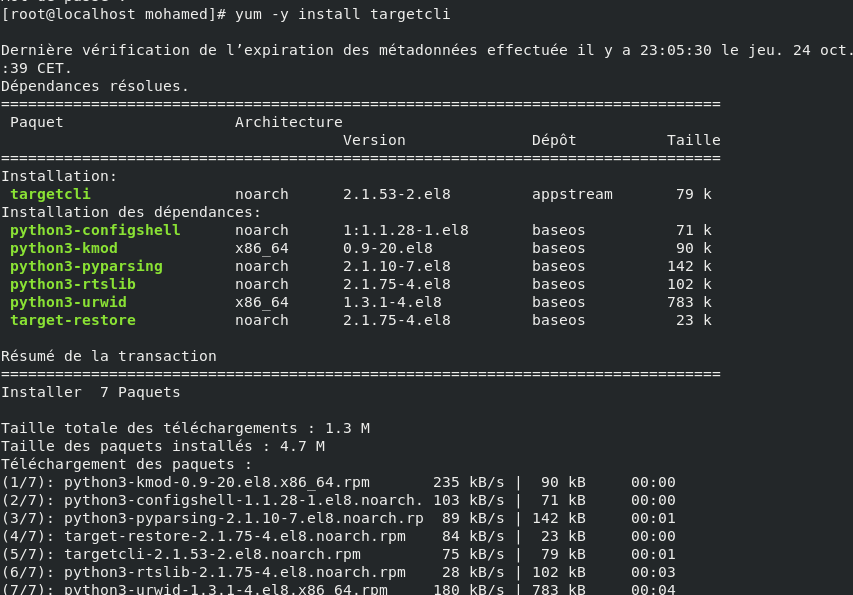 [root@localhost mohamed]# yum -y install targetcli
Dernière vérification de l’expiration des métadonnées effectuée il y a 23:05:30 le jeu. 24 oct.
:39 CET.
Dépendances résolues.
================================================================================
Paquet Architecture
Version Dépôt Taille
================================================================================
Installation:
targetcli noarch 2.1.53-2.el8 appstream 79 k
Installation des dépendances:
python3-configshell noarch 1:1.1.28-1.el8 baseos 71 k
python3-kmod x86_64 0.9-20.el8 baseos 90 k
python3-pyparsing noarch 2.1.10-7.el8 baseos 142 k
python3-rtslib noarch 2.1.75-4.el8 baseos 102 k
python3-urwid x86_64 1.3.1-4.el8 baseos 783 k
target-restore noarch 2.1.75-4.el8 baseos 23 k
Résumé de la transaction
================================================================================
Installer 7 Paquets
Taille totale des téléchargements : 1.3 M
Taille des paquets installés : 4.7 M
Téléchargement des paquets :
(1/7): python3-kmod-0.9-20.el8.x86_64.rpm 235 kB/s | 90 kB 00:00
(2/7): python3-configshell-1.1.28-1.el8.noarch. 103 kB/s | 71 kB 00:00
(3/7): python3-pyparsing-2.1.10-7.el8.noarch.rp 89 kB/s | 142 kB 00:01
(4/7): target-restore-2.1.75-4.el8.noarch.rpm 84 kB/s | 23 kB 00:00
(5/7): targetcli-2.1.53-2.el8.noarch.rpm 75 kB/s | 79 kB 00:01
(6/7): python3-rtslib-2.1.75-4.el8.noarch.rpm 28 kB/s | 102 kB 00:03
(7/7): python3-urwid-1.3.1-4.el8.x86_64.rpm 180 kB/s | 783 kB 00:04